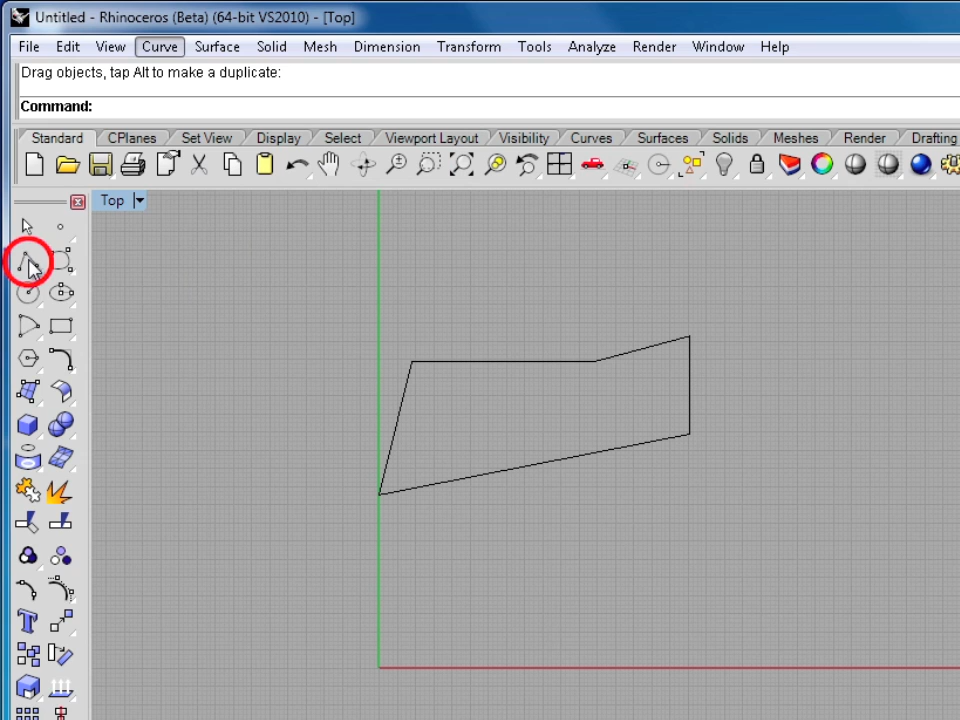 Untitled - Rhinoceros (Beta) (64-bit VS2010) - [Top]
File Edit View Curve Surface Solid Mesh Dimension Transform Tools Analyze Render Window Help
Drag objects, tap Alt to make a duplicate:
Command:
Standard CPlanes Set View Display Select Viewport Layout Visibility Curves Surfaces Solids Meshes Render Drafting
Top